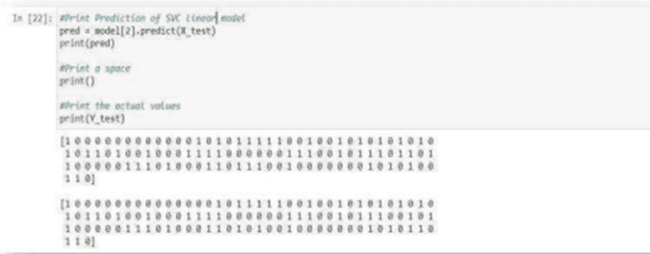 In [22]: #Print Prediction of SVC linear model
pred = model[2].predict(X_test)
print(pred)
#Print a space
print()
#Print the actual values
print(Y_test)
[1 0 0 0 0 0 0 0 0 0 0 0 0 1 0 1 0 1 1 1 1 1 0 0 1 0 0 1 0 1 0 1 0 1 0 1 0
1 0 1 1 0 1 0 0 1 0 0 0 1 1 1 1 0 0 0 0 0 0 1 1 1 0 0 1 0 1 1 1 0 1 1 0 1
1 0 0 0 0 0 1 1 1 0 1 0 0 0 1 1 0 1 1 1 0 0 1 0 0 0 0 0 0 0 1 0 1 0 1 0 0
1 1 0]
[1 0 0 0 0 0 0 0 0 0 0 0 0 0 0 1 0 1 1 1 1 1 0 0 1 0 0 1 0 1 0 1 0 1 0 1 0
1 0 1 1 0 1 0 0 1 0 0 0 1 1 1 1 0 0 0 0 0 0 1 1 1 0 0 1 0 1 1 1 0 0 1 0 1
1 0 0 0 0 0 1 1 1 0 1 0 0 0 1 1 0 1 0 1 0 0 1 0 0 0 0 0 0 0 1 0 1 0 1 1 0
1 1 0]